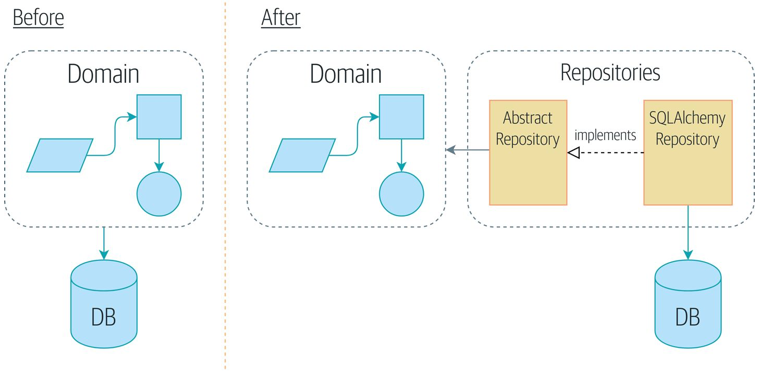 Before
After
Domain
DB
Domain
Repositories
Abstract
Repository
implements
SQLAlchemy
Repository
DB